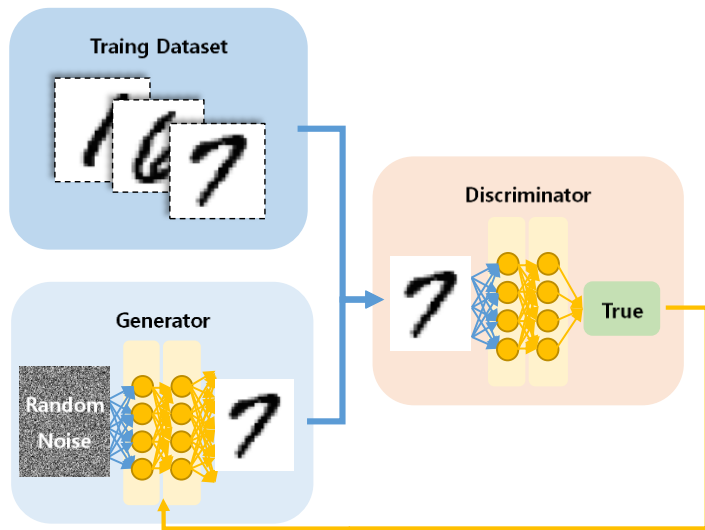 Traing Dataset
Discriminator
True
Generator
Random
Noise